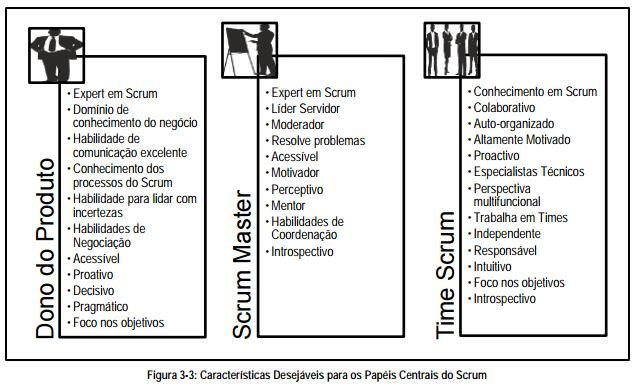 Dono do Produto
• Expert em Scrum
• Domínio de
conhecimento do negócio
• Habilidade de
comunicação excelente
• Conhecimento dos
processos do Scrum
• Habilidade para lidar com
incertezas
• Habilidades de
Negociação
• Acessível
• Proativo
• Decisivo
• Pragmático
• Foco nos objetivos
Scrum Master
• Expert em Scrum
• Líder Servidor
• Moderador
• Resolve problemas
• Acessível
• Motivador
• Perceptivo
• Mentor
• Habilidades de
Coordenação
• Introspectivo
Time Scrum
• Conhecimento em Scrum
• Colaborativo
• Auto-organizado
• Altamente Motivado
• Proactivo
• Especialistas Técnicos
• Perspectiva
multifuncional
• Trabalha em Times
• Independente
• Responsável
• Intuitivo
• Foco nos objetivos
• Introspectivo
Figura 3-3: Características Desejáveis para os Papéis Centrais do Scrum